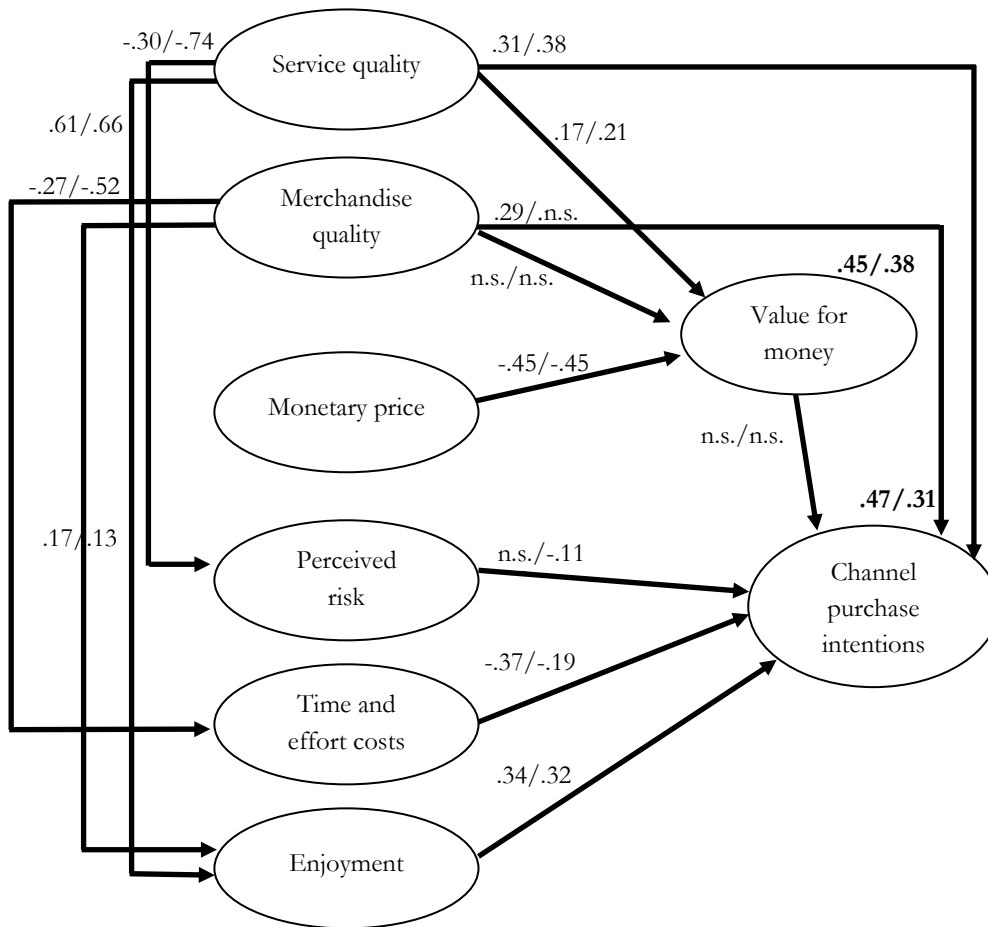 -.30/-.74
Service quality
.31/.38
.61/.66
.17/.21
-.27/-.52
Merchandise
quality
.29/.n.s.
n.s./n.s.
.45/.38
Value for
money
-.45/-.45
Monetary price
n.s./n.s.
.47/.31
.17/.13
Perceived
risk
n.s./-.11
Channel
purchase
intentions
-.37/-.19
Time and
effort costs
.34/.32
Enjoyment